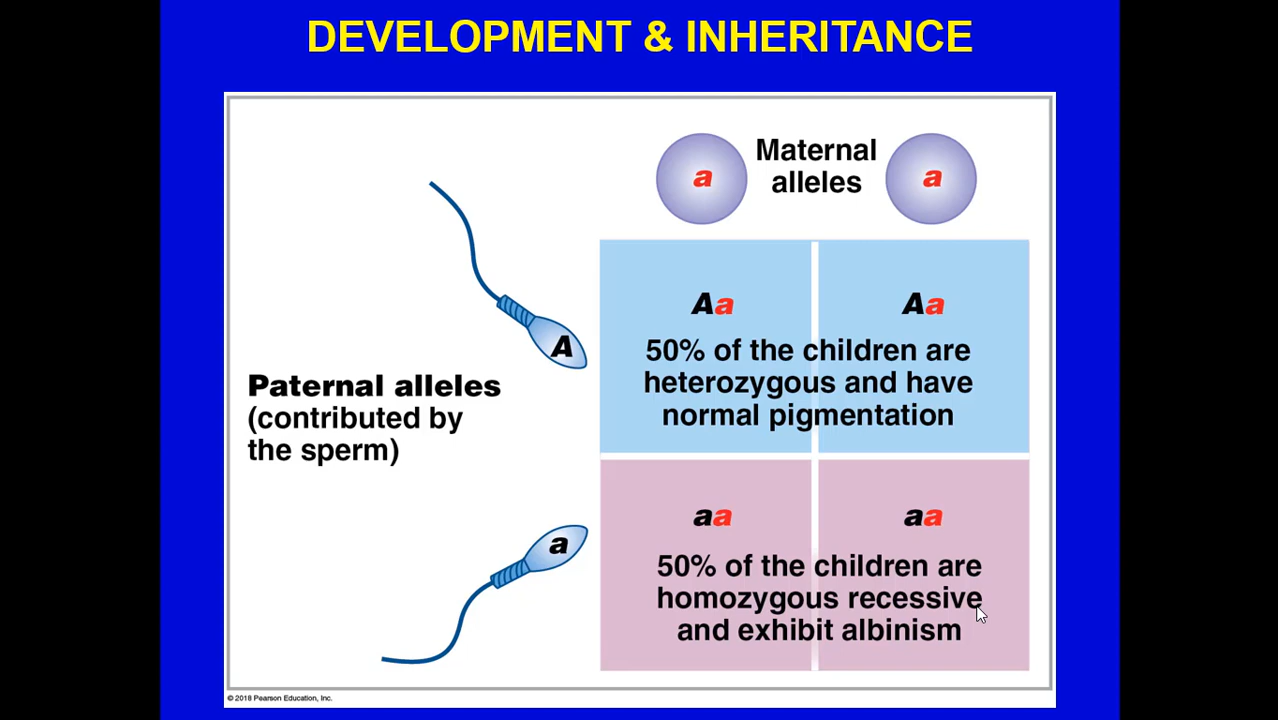 DEVELOPMENT & INHERITANCE
a
Maternal
alleles
a
A
Paternal alleles
(contributed by
the sperm)
a
Aa
Aa
50% of the children are
heterozygous and have
normal pigmentation
aa
aa
50% of the children are
homozygous recessive
and exhibit albinism
© 2018 Pearson Education, Inc.